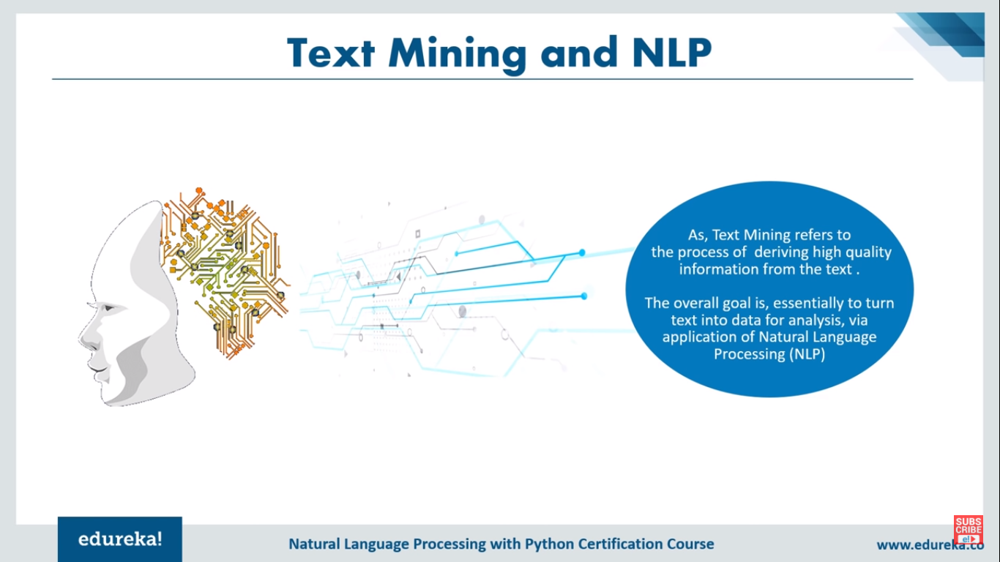 Text Mining and NLP
As, Text Mining refers to
the process of  deriving high quality
information from the text .
The overall goal is, essentially to turn
text into data for analysis, via
application of Natural Language
Processing (NLP)
edureka!
Natural Language Processing with Python Certification Course
SUBS
CRIBE
e!
www.edureka.co